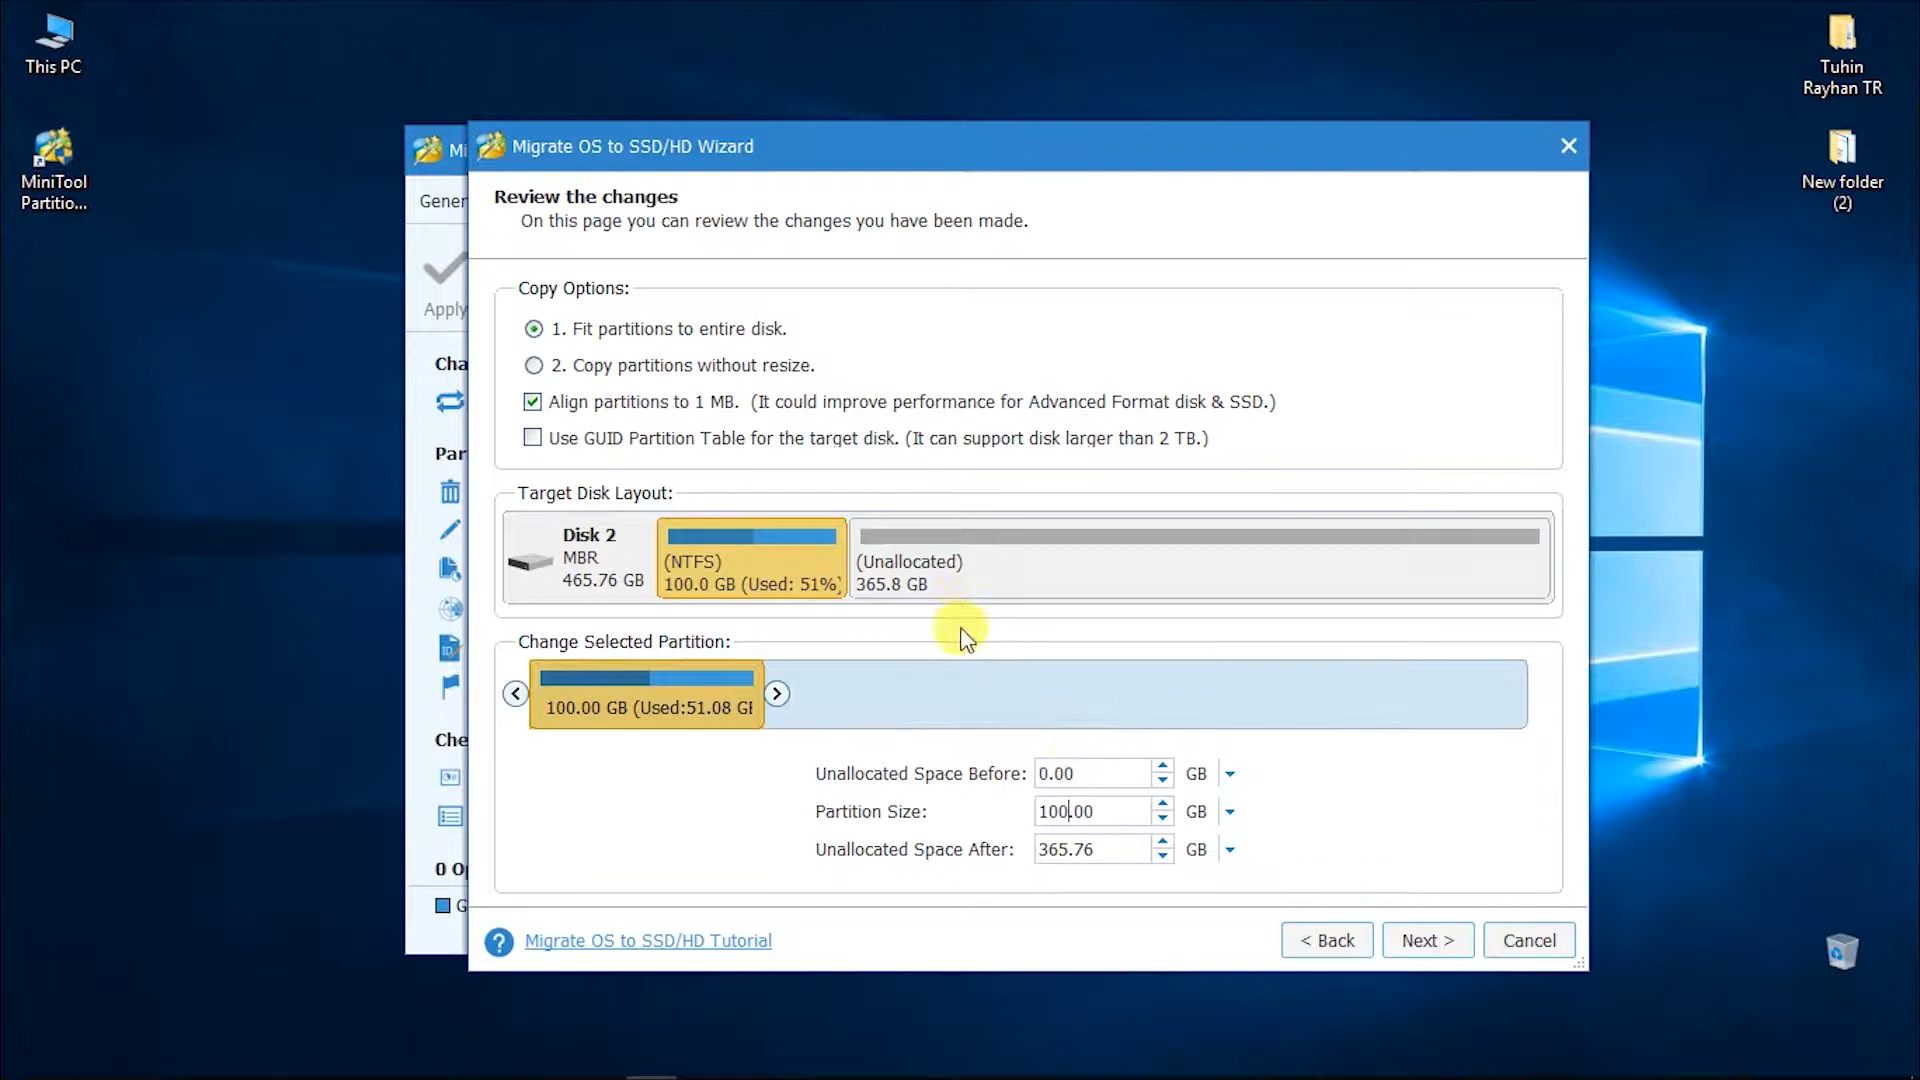 This PC
MiniTool
Partitio...
Tuhin
Rayhan TR
New folder
(2)
Mi
Gener
Apply
Cha
Par
Che
0 Op
G
Migrate OS to SSD/HD Wizard
Review the changes
On this page you can review the changes you have been made.
Copy Options:
1. Fit partitions to entire disk.
2. Copy partitions without resize.
Align partitions to 1 MB. (It could improve performance for Advanced Format disk & SSD.)
Use GUID Partition Table for the target disk. (It can support disk larger than 2 TB.)
Target Disk Layout:
Disk 2
MBR
465.76 GB
(NTFS)
100.0 GB (Used: 51%)
(Unallocated)
365.8 GB
Change Selected Partition:
100.00 GB (Used:51.08 GE
Unallocated Space Before: 0.00 GB
Partition Size: 100.00 GB
Unallocated Space After: 365.76 GB
? Migrate OS to SSD/HD Tutorial
< Back
Next >
Cancel